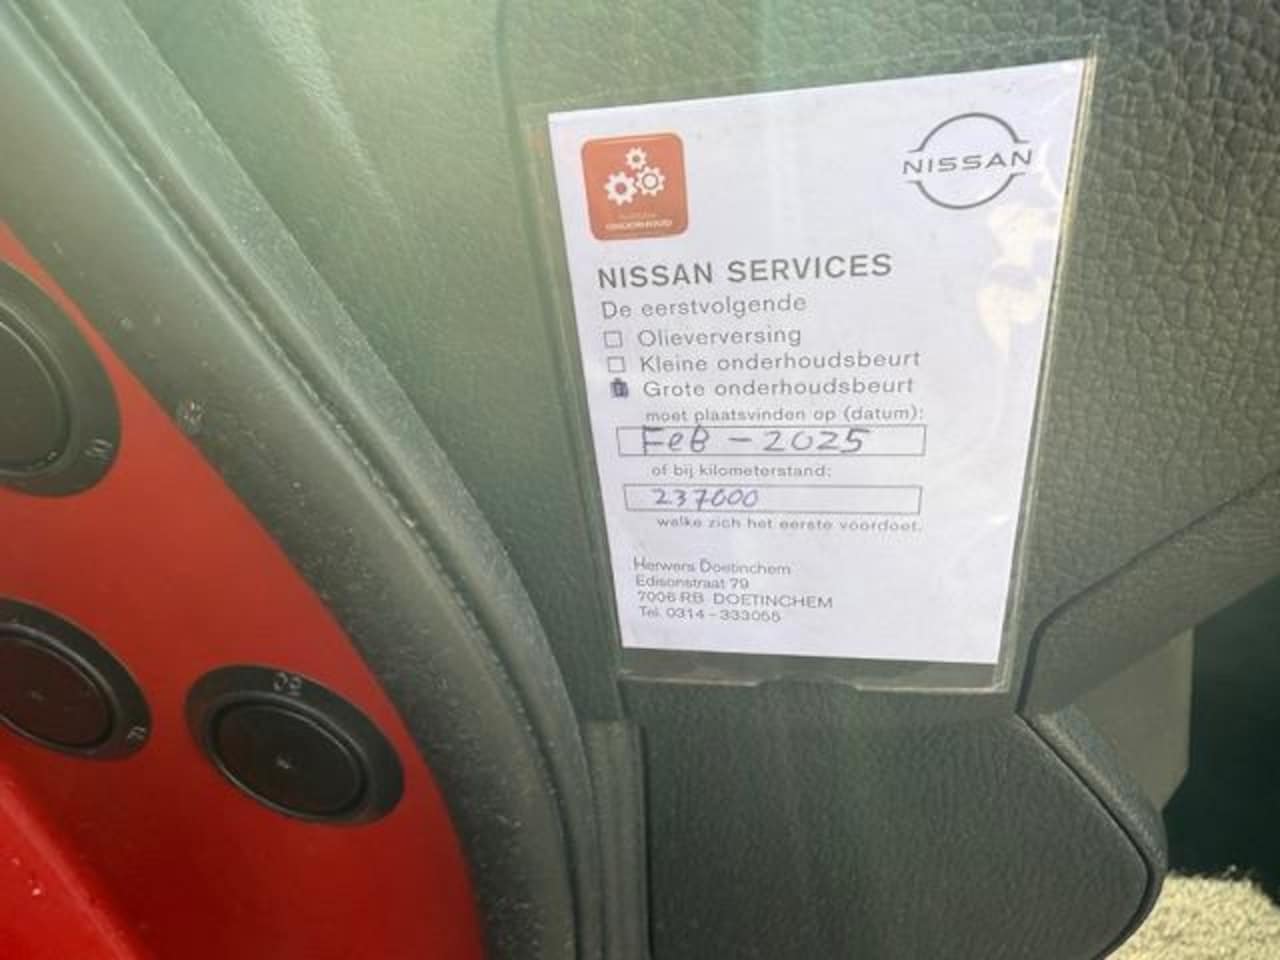 ONDERHOUD
NISSAN
NISSAN SERVICES
De eerstvolgende
Olieverversing
Kleine onderhoudsbeurt
Grote onderhoudsbeurt
moet plaatsvinden op (datum):
FeB - 2025
of bij kilometerstand:
237000
welke zich het eerste voordoet.
Herwers Doetinchem
Edisonstraat 79
7006 RB DOETINCHEM
Tel. 0314-333055